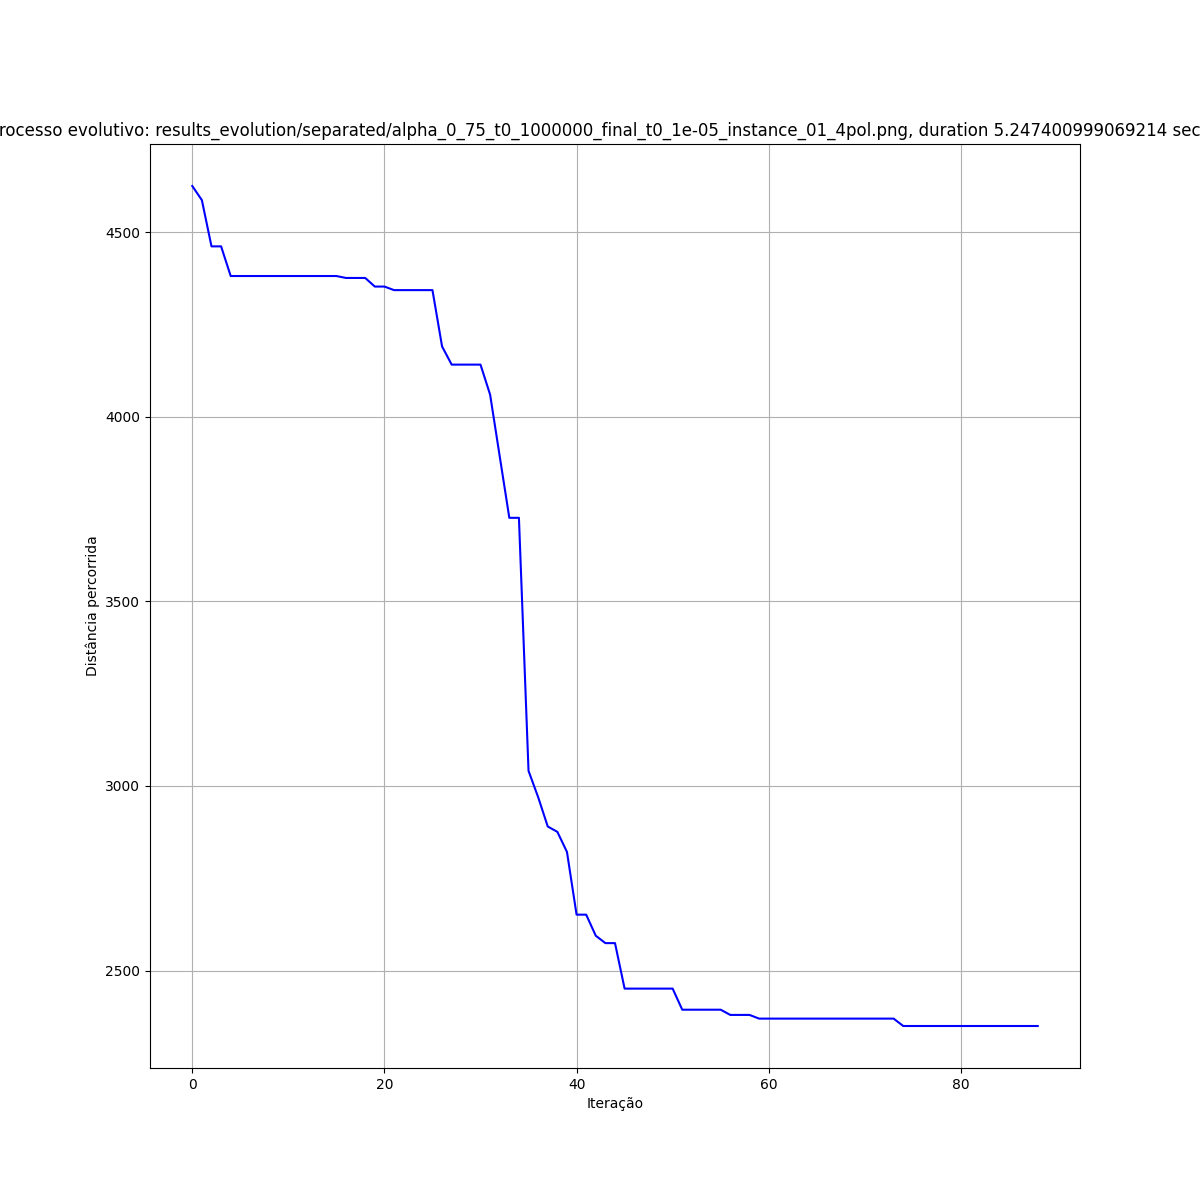 rocesso evolutivo: results_evolution/separated/alpha_0_75_t0_1000000_final_t0_1e-05_instance_01_4pol.png, duration 5.247400999069214 sec
4500
4000
3500
3000
2500
Distância percorrida
0 20 40 60 80
Iteração